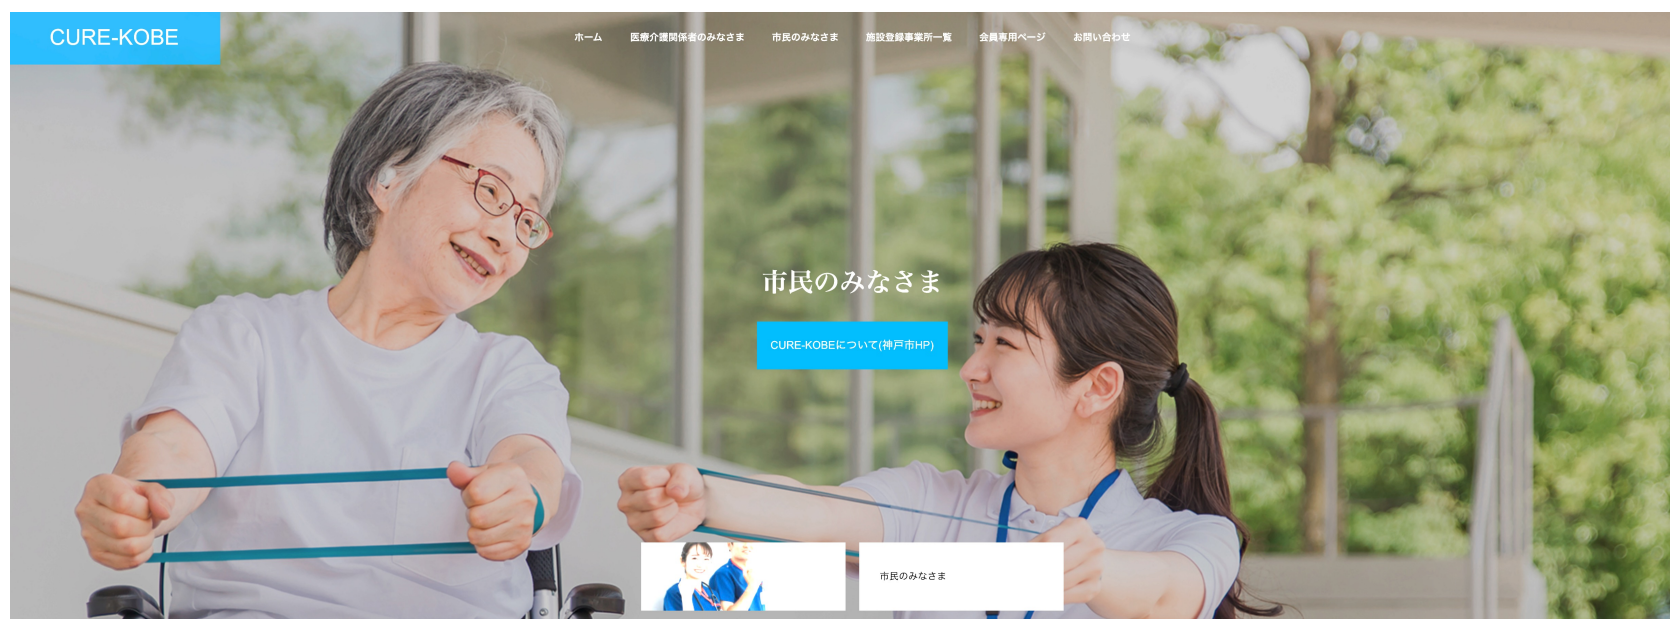 CURE-KOBE
ホーム 医療介護関係者のみなさま 市民のみなさま 施設登録事業所一覧 会員専用ページ お問い合わせ
市民のみなさま
CURE-KOBEについて(神戸市HP)
市民のみなさま